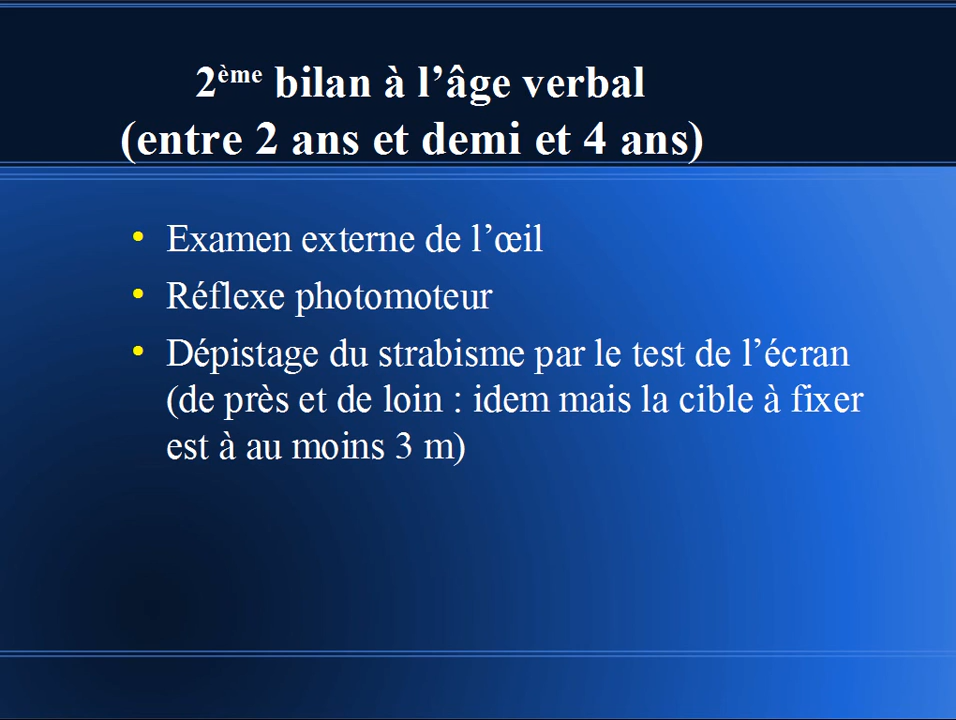 2ème bilan à l’âge verbal
(entre 2 ans et demi et 4 ans)
• Examen externe de l’œil
• Réflexe photomoteur
• Dépistage du strabisme par le test de l’écran
(de près et de loin : idem mais la cible à fixer
est à au moins 3 m)